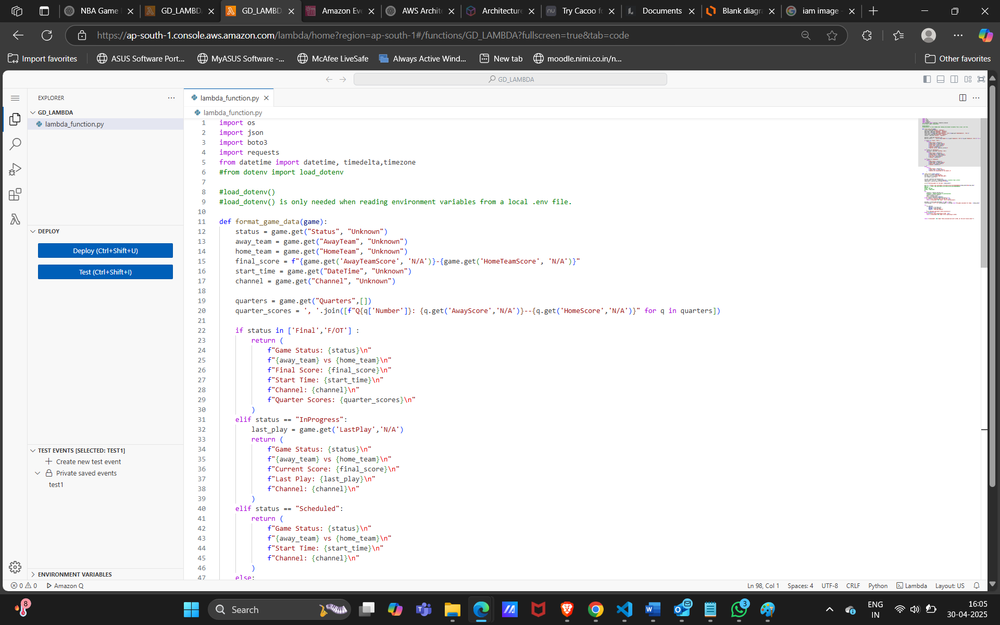 NBA Game
GD_LAMBD
GD_LAMBD
Amazon Eve
AWS Archit
Architecture
Try Cacoo fo
Documents
Blank diagra
iam image -
https://ap-south-1.console.aws.amazon.com/lambda/home?region=ap-south-1#/functions/GD_LAMBDA?fullscreen=true&tab=code
Import favorites
ASUS Software Port...
MyASUS Software -...
McAfee LiveSafe
Always Active Wind...
New tab
moodle.nimi.co.in/n...
Other favorites
GD_LAMBDA
EXPLORER
GD_LAMBDA
lambda_function.py
DEPLOY
Deploy (Ctrl+Shift+U)
Test (Ctrl+Shift+I)
TEST EVENTS [SELECTED: TEST1]
Create new test event
Private saved events
test1
ENVIRONMENT VARIABLES
lambda_function.py
lambda_function.py
1 import os
2 import json
3 import boto3
4 import requests
5 from datetime import datetime, timedelta,timezone
6 #from dotenv import load_dotenv
7
8 #load_dotenv()
9 #load_dotenv() is only needed when reading environment variables from a local .env file.
10
11 def format_game_data(game):
12 status = game.get("Status", "Unknown")
13 away_team = game.get("AwayTeam", "Unknown")
14 home_team = game.get("HomeTeam", "Unknown")
15 final_score = f"{game.get('AwayTeamScore', 'N/A')}-{game.get('HomeTeamScore', 'N/A')}"
16 start_time = game.get("DateTime", "Unknown")
17 channel = game.get("Channel", "Unknown")
18
19 quarters = game.get("Quarters",[])
20 quarter_scores = ', '.join([f"Q{q['Number']}: {q.get('AwayScore','N/A')}--{q.get('HomeScore','N/A')}" for q in quarters])
21
22 if status in ['Final','F/OT'] :
23 return (
24 f"Game Status: {status}\n"
25 f"{away_team} vs {home_team}\n"
26 f"Final Score: {final_score}\n"
27 f"Start Time: {start_time}\n"
28 f"Channel: {channel}\n"
29 f"Quarter Scores: {quarter_scores}\n"
30 )
31 elif status == "InProgress":
32 last_play = game.get('LastPlay','N/A')
33 return (
34 f"Game Status: {status}\n"
35 f"{away_team} vs {home_team}\n"
36 f"Current Score: {final_score}\n"
37 f"Last Play: {last_play}\n"
38 f"Channel: {channel}\n"
39 )
40 elif status == "Scheduled":
41 return (
42 f"Game Status: {status}\n"
43 f"{away_team} vs {home_team}\n"
44 f"Start Time: {start_time}\n"
45 f"Channel: {channel}\n"
46 )
47 else:
0 0
Amazon Q
Ln 98, Col 1
Spaces: 4
UTF-8
CRLF
Python
Lambda
Layout: US
8
Search
3
ENG
IN
16:05
30-04-2025